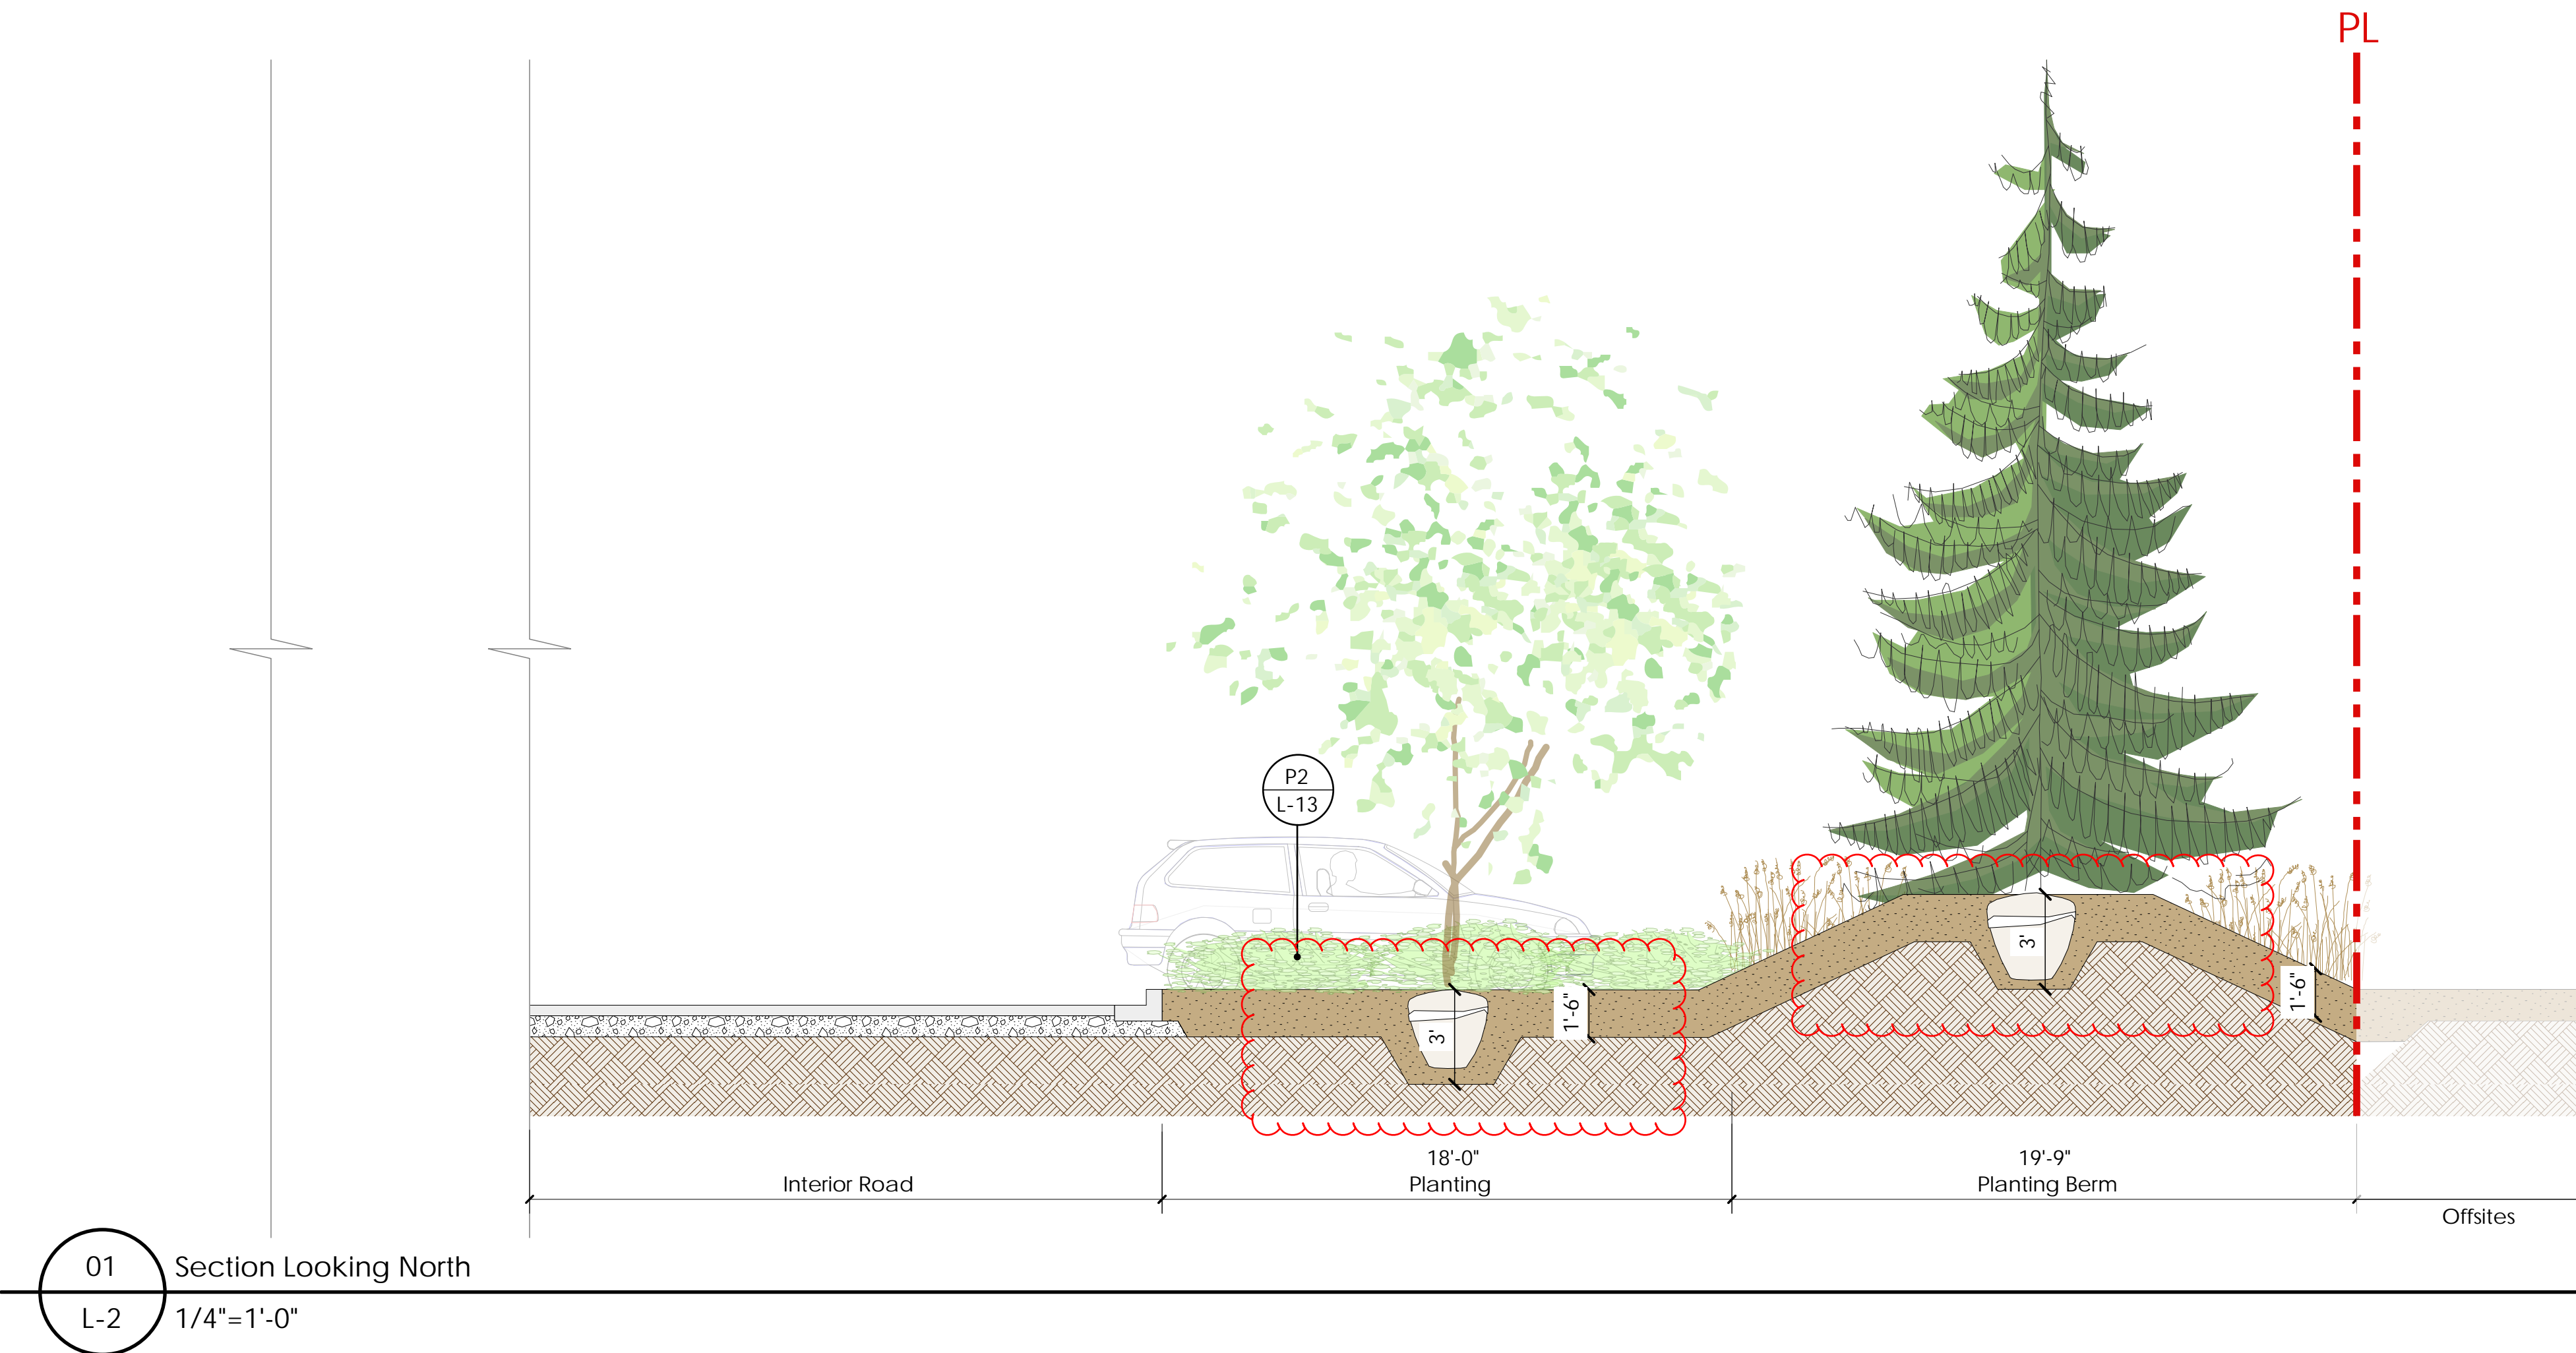 PL
P2
L-13
3'
1'-6"
3'
1'-6"
18'-0"
19'-9"
Interior Road
Planting
Planting Berm
Offsites
01
Section Looking North
L-2
1/4"=1'-0"